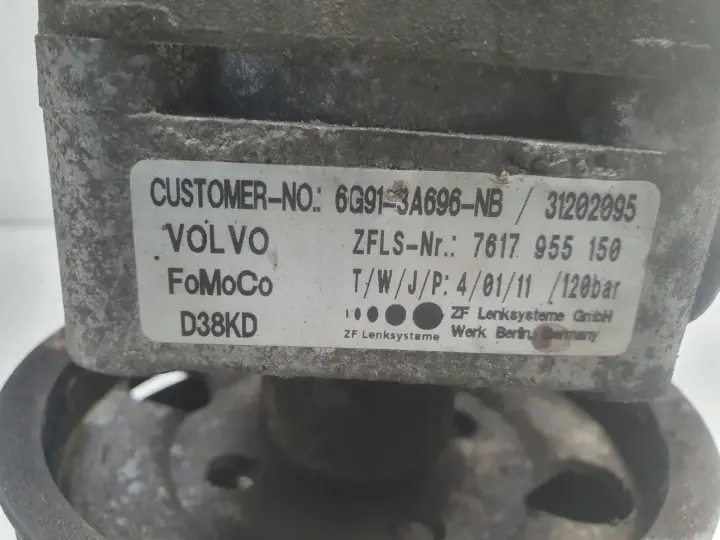 CUSTOMER-NO.: 6G91-3A696-NB / 31202095
VOLVO ZFLS-Nr.: 7617 955 150
FoMoCo T/W/J/P: 4/01/11 /120bar
D38KD ZF Lenksysteme ZF Lenksysteme GmbH
Werk Berlin, Germany